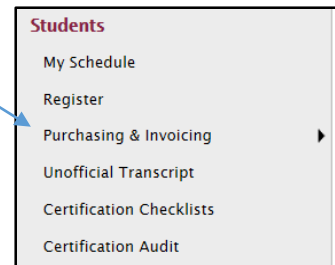 Students
My Schedule
Register
Purchasing & Invoicing
Unofficial Transcript
Certification Checklists
Certification Audit